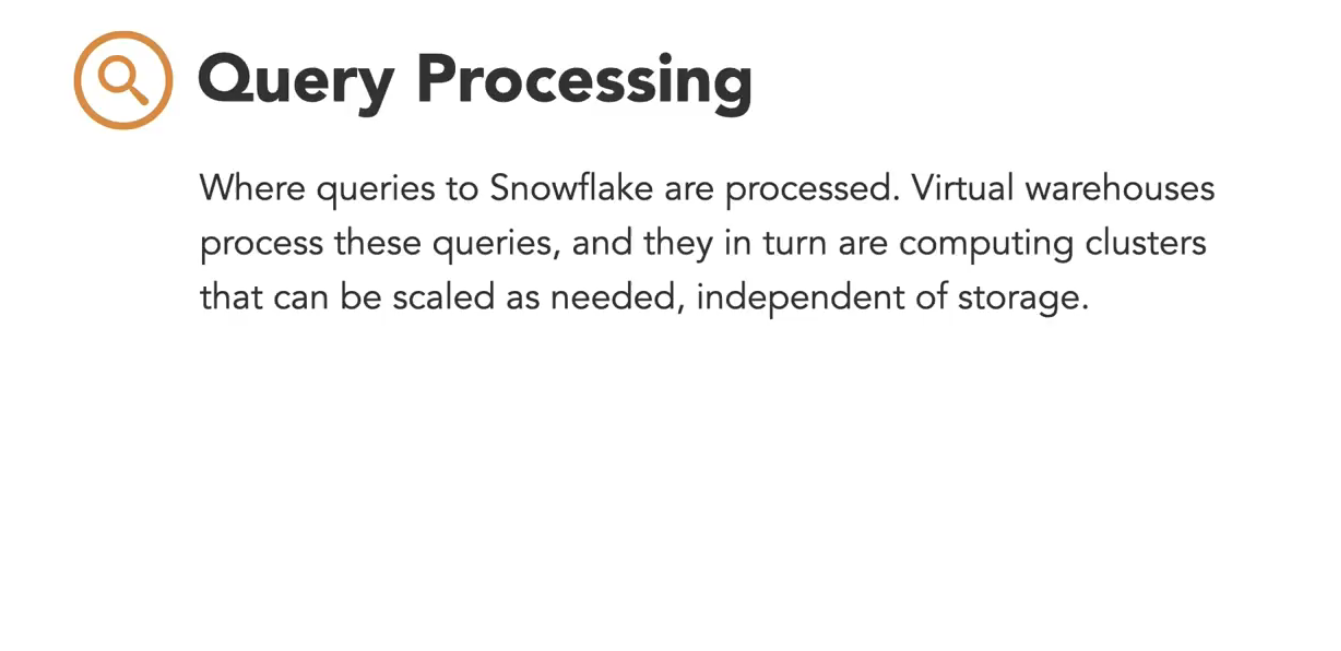 Query Processing
Where queries to Snowflake are processed. Virtual warehouses
process these queries, and they in turn are computing clusters
that can be scaled as needed, independent of storage.